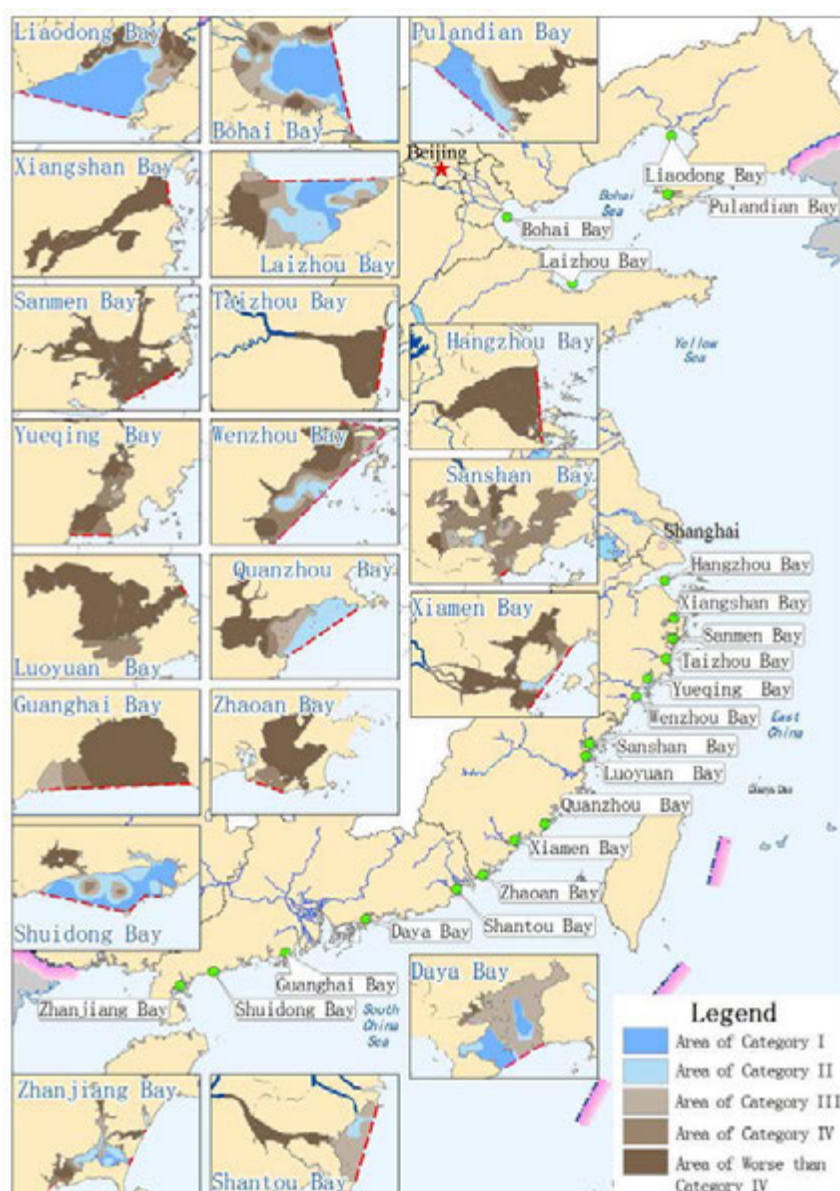 Liaodong Bay
Bohai Bay
Pulandian Bay
Xiangshan Bay
Laizhou Bay
Beijing
Liaodong Bay
Bohai
Sea
Pulandian Bay
Bohai Bay
Laizhou Bay
Sanmen Bay
Taizhou Bay
Hangzhou Bay
Yellow
Sea
Yueqing Bay
Wenzhou Bay
Sanshan Bay
Shanghai
Hangzhou Bay
Luoyuan Bay
Quanzhou Bay
Xiamen Bay
Xiangshan Bay
Sanmen Bay
Taizhou Bay
Yueqing Bay
Wenzhou Bay
East
China
Guanghai Bay
Zhaoan Bay
Sanshan Bay
Luoyuan Bay
Quanzhou Bay
Xiamen Bay
Zhaoan Bay
Shantou Bay
Daya Bay
Shuidong Bay
Guanghai Bay
Zhanjiang Bay
Shuidong Bay
South
China
Sea
Daya Bay
Zhanjiang Bay
Shantou Bay
Legend
Area of Category I
Area of Category II
Area of Category III
Area of Category IV
Area of Worse than
Category IV